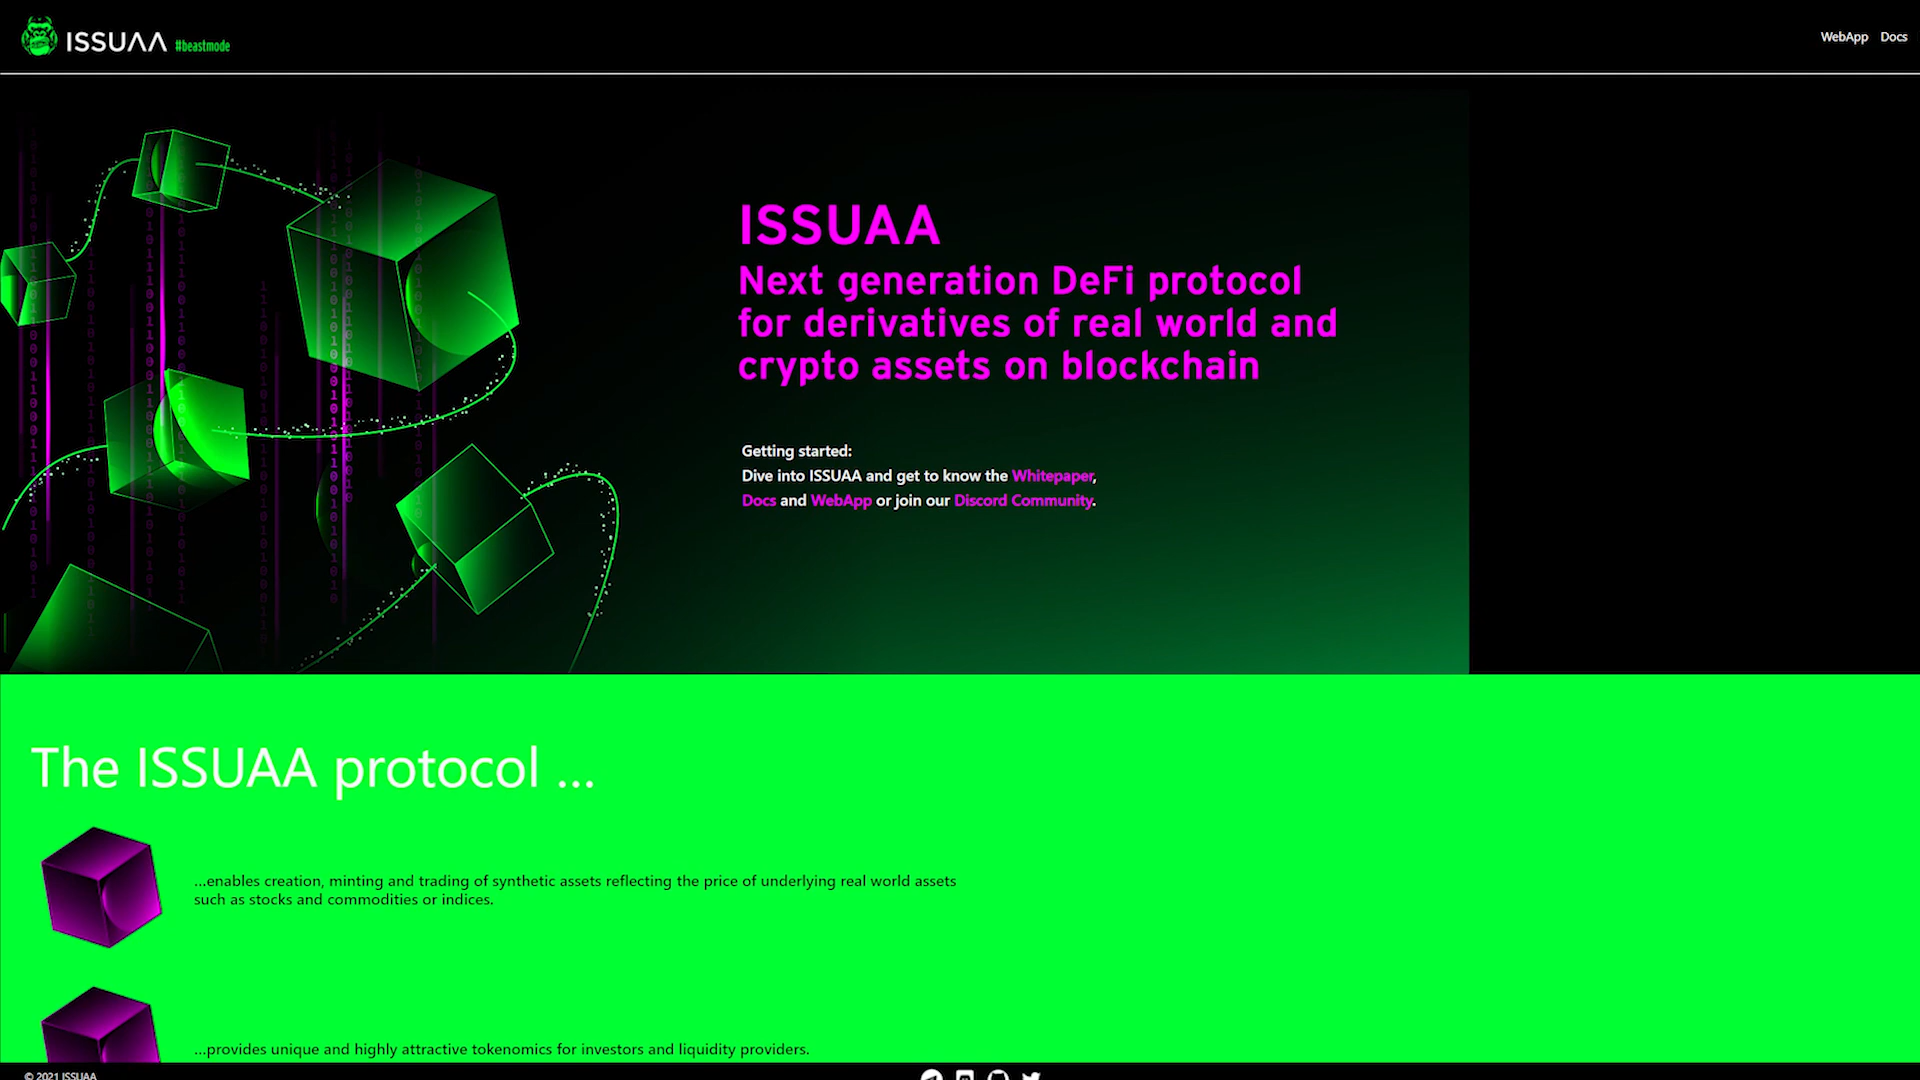 ISSUAA #beastmode
WebApp Docs
ISSUAA
Next generation DeFi protocol
for derivatives of real world and
crypto assets on blockchain
Getting started:
Dive into ISSUAA and get to know the Whitepaper,
Docs and WebApp or join our Discord Community.
The ISSUAA protocol ...
...enables creation, minting and trading of synthetic assets reflecting the price of underlying real world assets
such as stocks and commodities or indices.
...provides unique and highly attractive tokenomics for investors and liquidity providers.
© 2021 ISSUAA